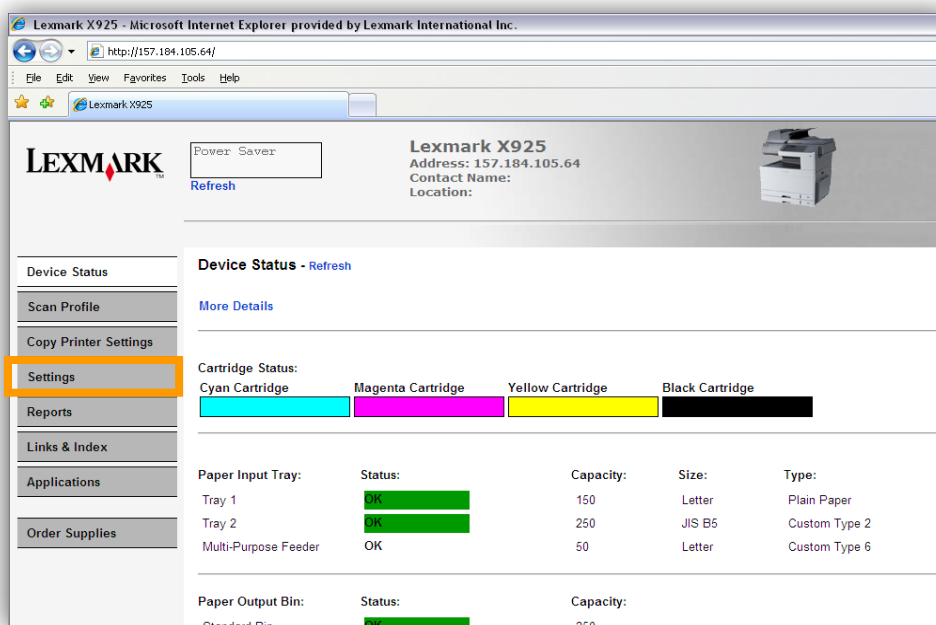 Lexmark X925 - Microsoft Internet Explorer provided by Lexmark International Inc.
http://157.184.105.64/
File Edit View Favorites Tools Help
Lexmark X925
LEXMARK TM
Power Saver
Refresh
Lexmark X925
Address: 157.184.105.64
Contact Name:
Location:
Device Status
Scan Profile
Copy Printer Settings
Settings
Reports
Links & Index
Applications
Order Supplies
Device Status - Refresh
More Details
Cartridge Status:
Cyan Cartridge Magenta Cartridge Yellow Cartridge Black Cartridge
Paper Input Tray: Status: Capacity: Size: Type:
Tray 1 OK 150 Letter Plain Paper
Tray 2 OK 250 JIS B5 Custom Type 2
Multi-Purpose Feeder OK 50 Letter Custom Type 6
Paper Output Bin: Status: Capacity:
Standard Bin OK 250